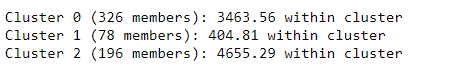 Cluster 0 (326 members): 3463.56 within cluster
Cluster 1 (78 members): 404.81 within cluster
Cluster 2 (196 members): 4655.29 within cluster